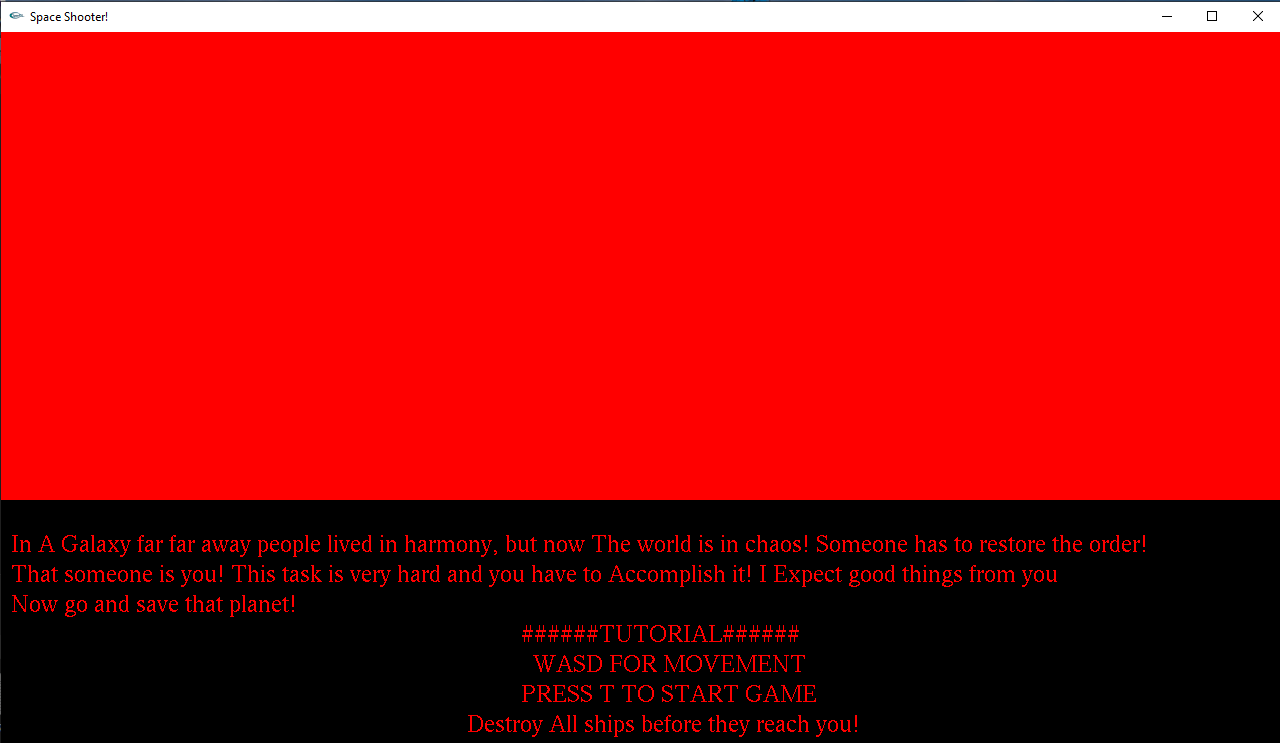 Space Shooter!
In A Galaxy far far away people lived in harmony, but now The world is in chaos! Someone has to restore the order!
That someone is you! This task is very hard and you have to Accomplish it! I Expect good things from you
Now go and save that planet!
######TUTORIAL######
WASD FOR MOVEMENT
PRESS T TO START GAME
Destroy All ships before they reach you!